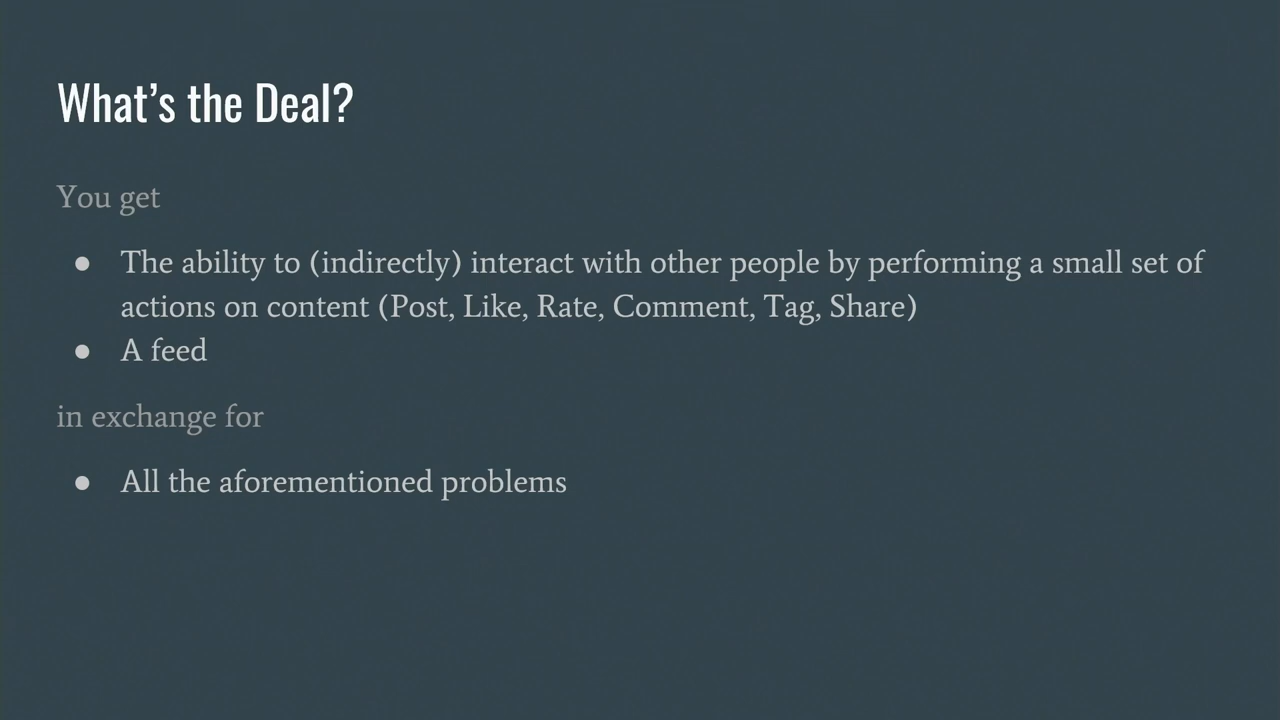 What’s the Deal?
You get
● The ability to (indirectly) interact with other people by performing a small set of
actions on content (Post, Like, Rate, Comment, Tag, Share)
● A feed
in exchange for
● All the aforementioned problems